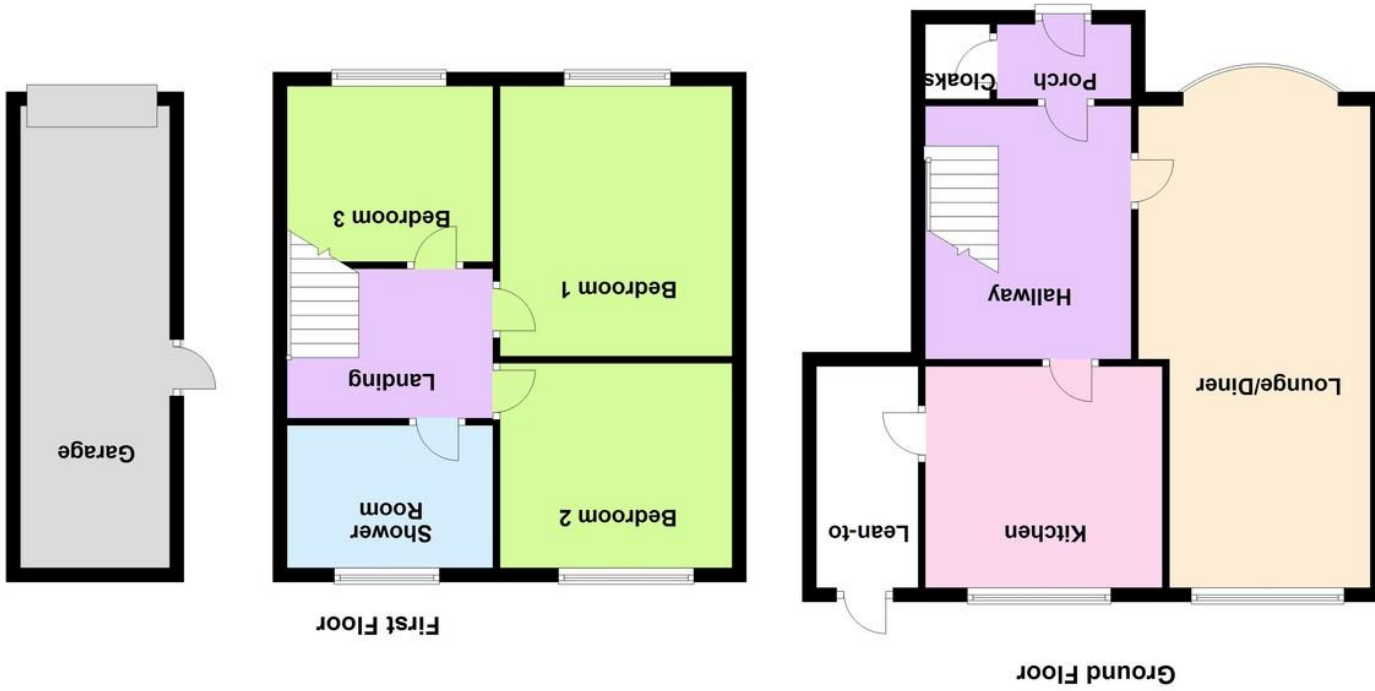 Ground Floor
Lean-to
Kitchen
Lounge/Diner
Hallway
Cloaks
Porch
First Floor
Bedroom 2
Shower
Room
Landing
Bedroom 1
Bedroom 3
Garage